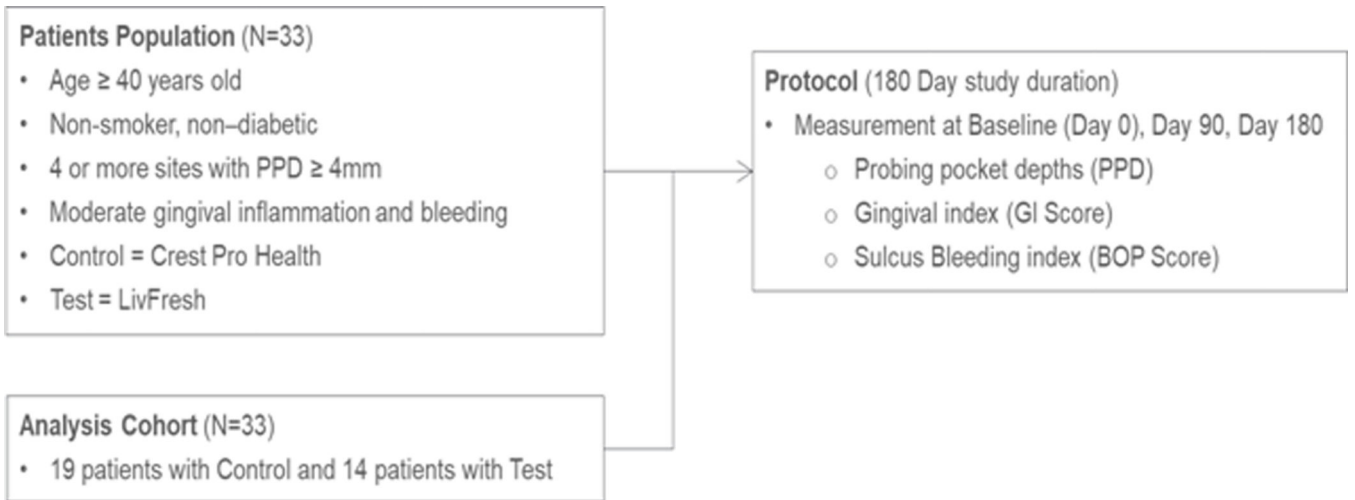 Patients Population (N=33)
• Age ≥ 40 years old
• Non-smoker, non–diabetic
• 4 or more sites with PPD ≥ 4mm
• Moderate gingival inflammation and bleeding
• Control = Crest Pro Health
• Test = LivFresh
Analysis Cohort (N=33)
• 19 patients with Control and 14 patients with Test
Protocol (180 Day study duration)
• Measurement at Baseline (Day 0), Day 90, Day 180
o Probing pocket depths (PPD)
o Gingival index (GI Score)
o Sulcus Bleeding index (BOP Score)